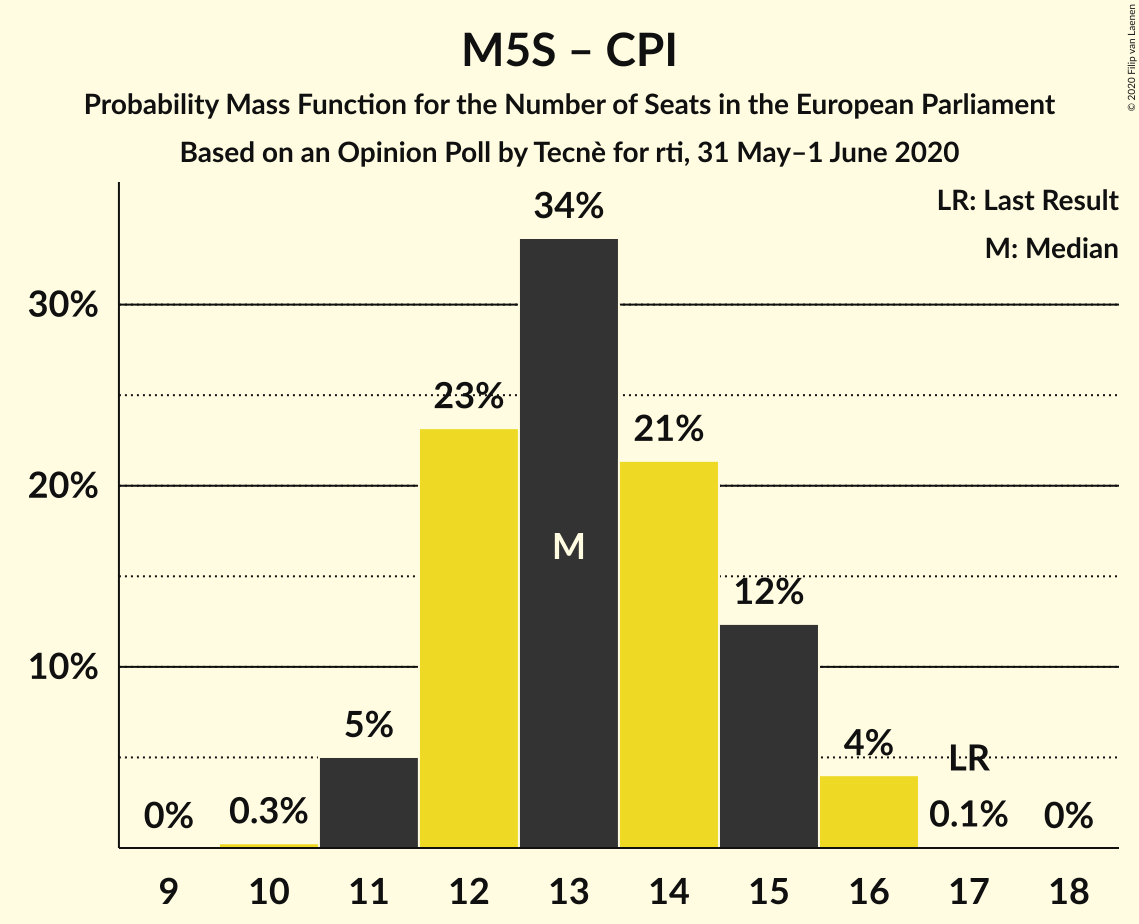 M5S – CPI
Probability Mass Function for the Number of Seats in the European Parliament
Based on an Opinion Poll by Tecnè for rti, 31 May–1 June 2020
© 2020 Filip van Laenen
LR: Last Result
M: Median
30%
20%
10%
0%
0.3%
5%
23%
34%
M
21%
12%
4%
LR
0.1%
0%
9 10 11 12 13 14 15 16 17 18